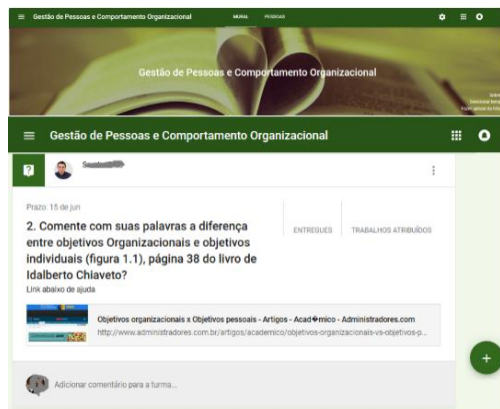 Gestão de Pessoas e Comportamento Organizacional
MURAL
PESSOAS
Gestão de Pessoas e Comportamento Organizacional
Gestão de Pessoas e Comportamento Organizacional
Prazo: 15 de jun
2. Comente com suas palavras a diferença
entre objetivos Organizacionais e objetivos
individuais (figura 1.1), página 38 do livro de
Idalberto Chiaveto?
Link abaixo de ajuda
ENTREGUES
TRABALHOS ATRIBUÍDOS
Objetivos organizacionais x Objetivos pessoais - Artigos - Acad�mico - Administradores.com
http://www.administradores.com.br/artigos/academico/objetivos-organizacionais-vs-objetivos-p...
Adicionar comentário para a turma...